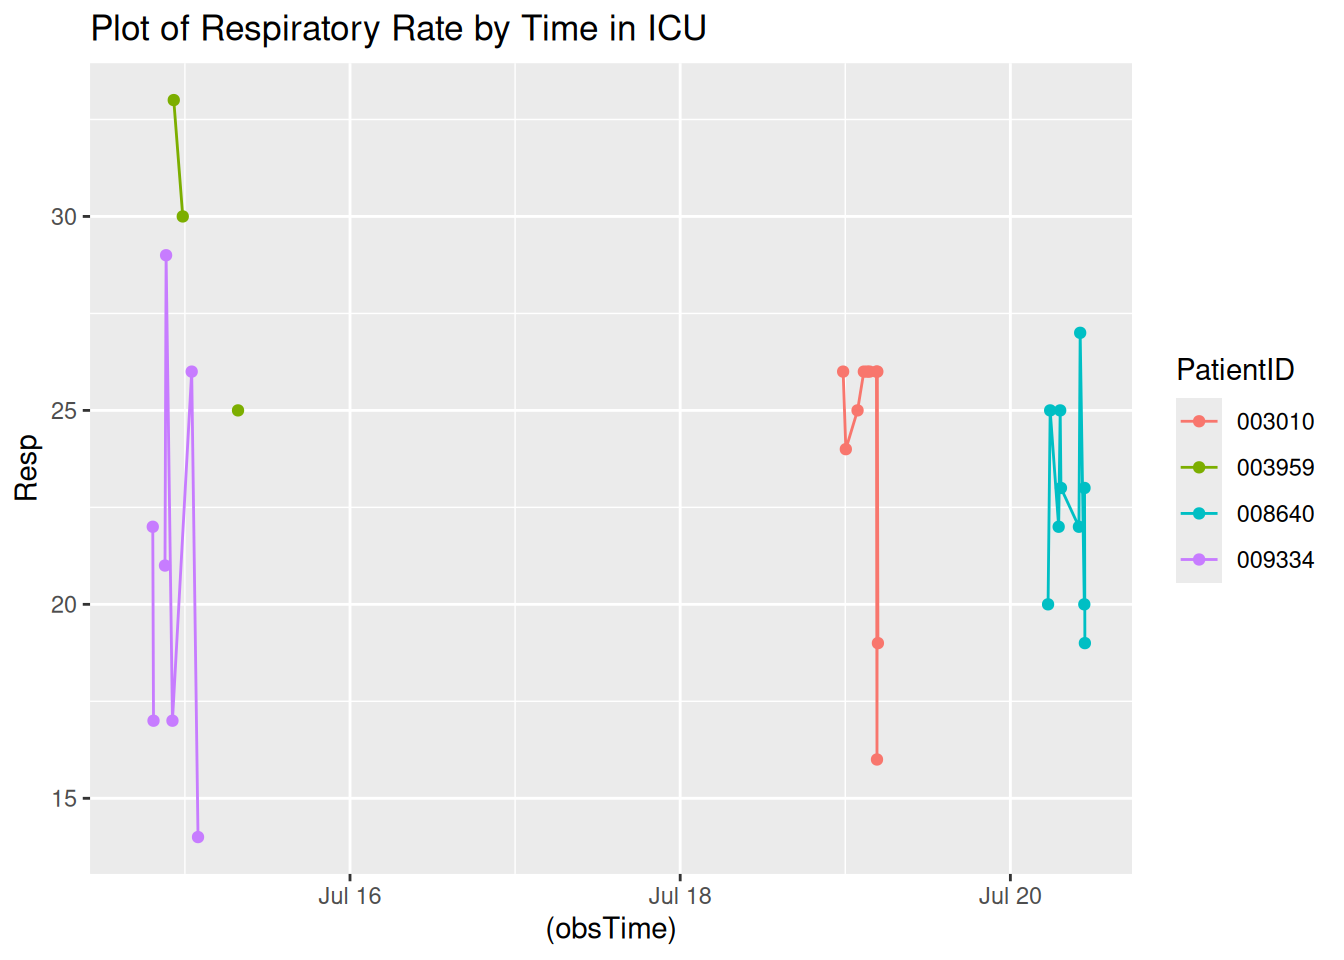 Plot of Respiratory Rate by Time in ICU
30
25
20
15
Resp
Jul 16
Jul 18
Jul 20
(obsTime)
PatientID
003010
003959
008640
009334